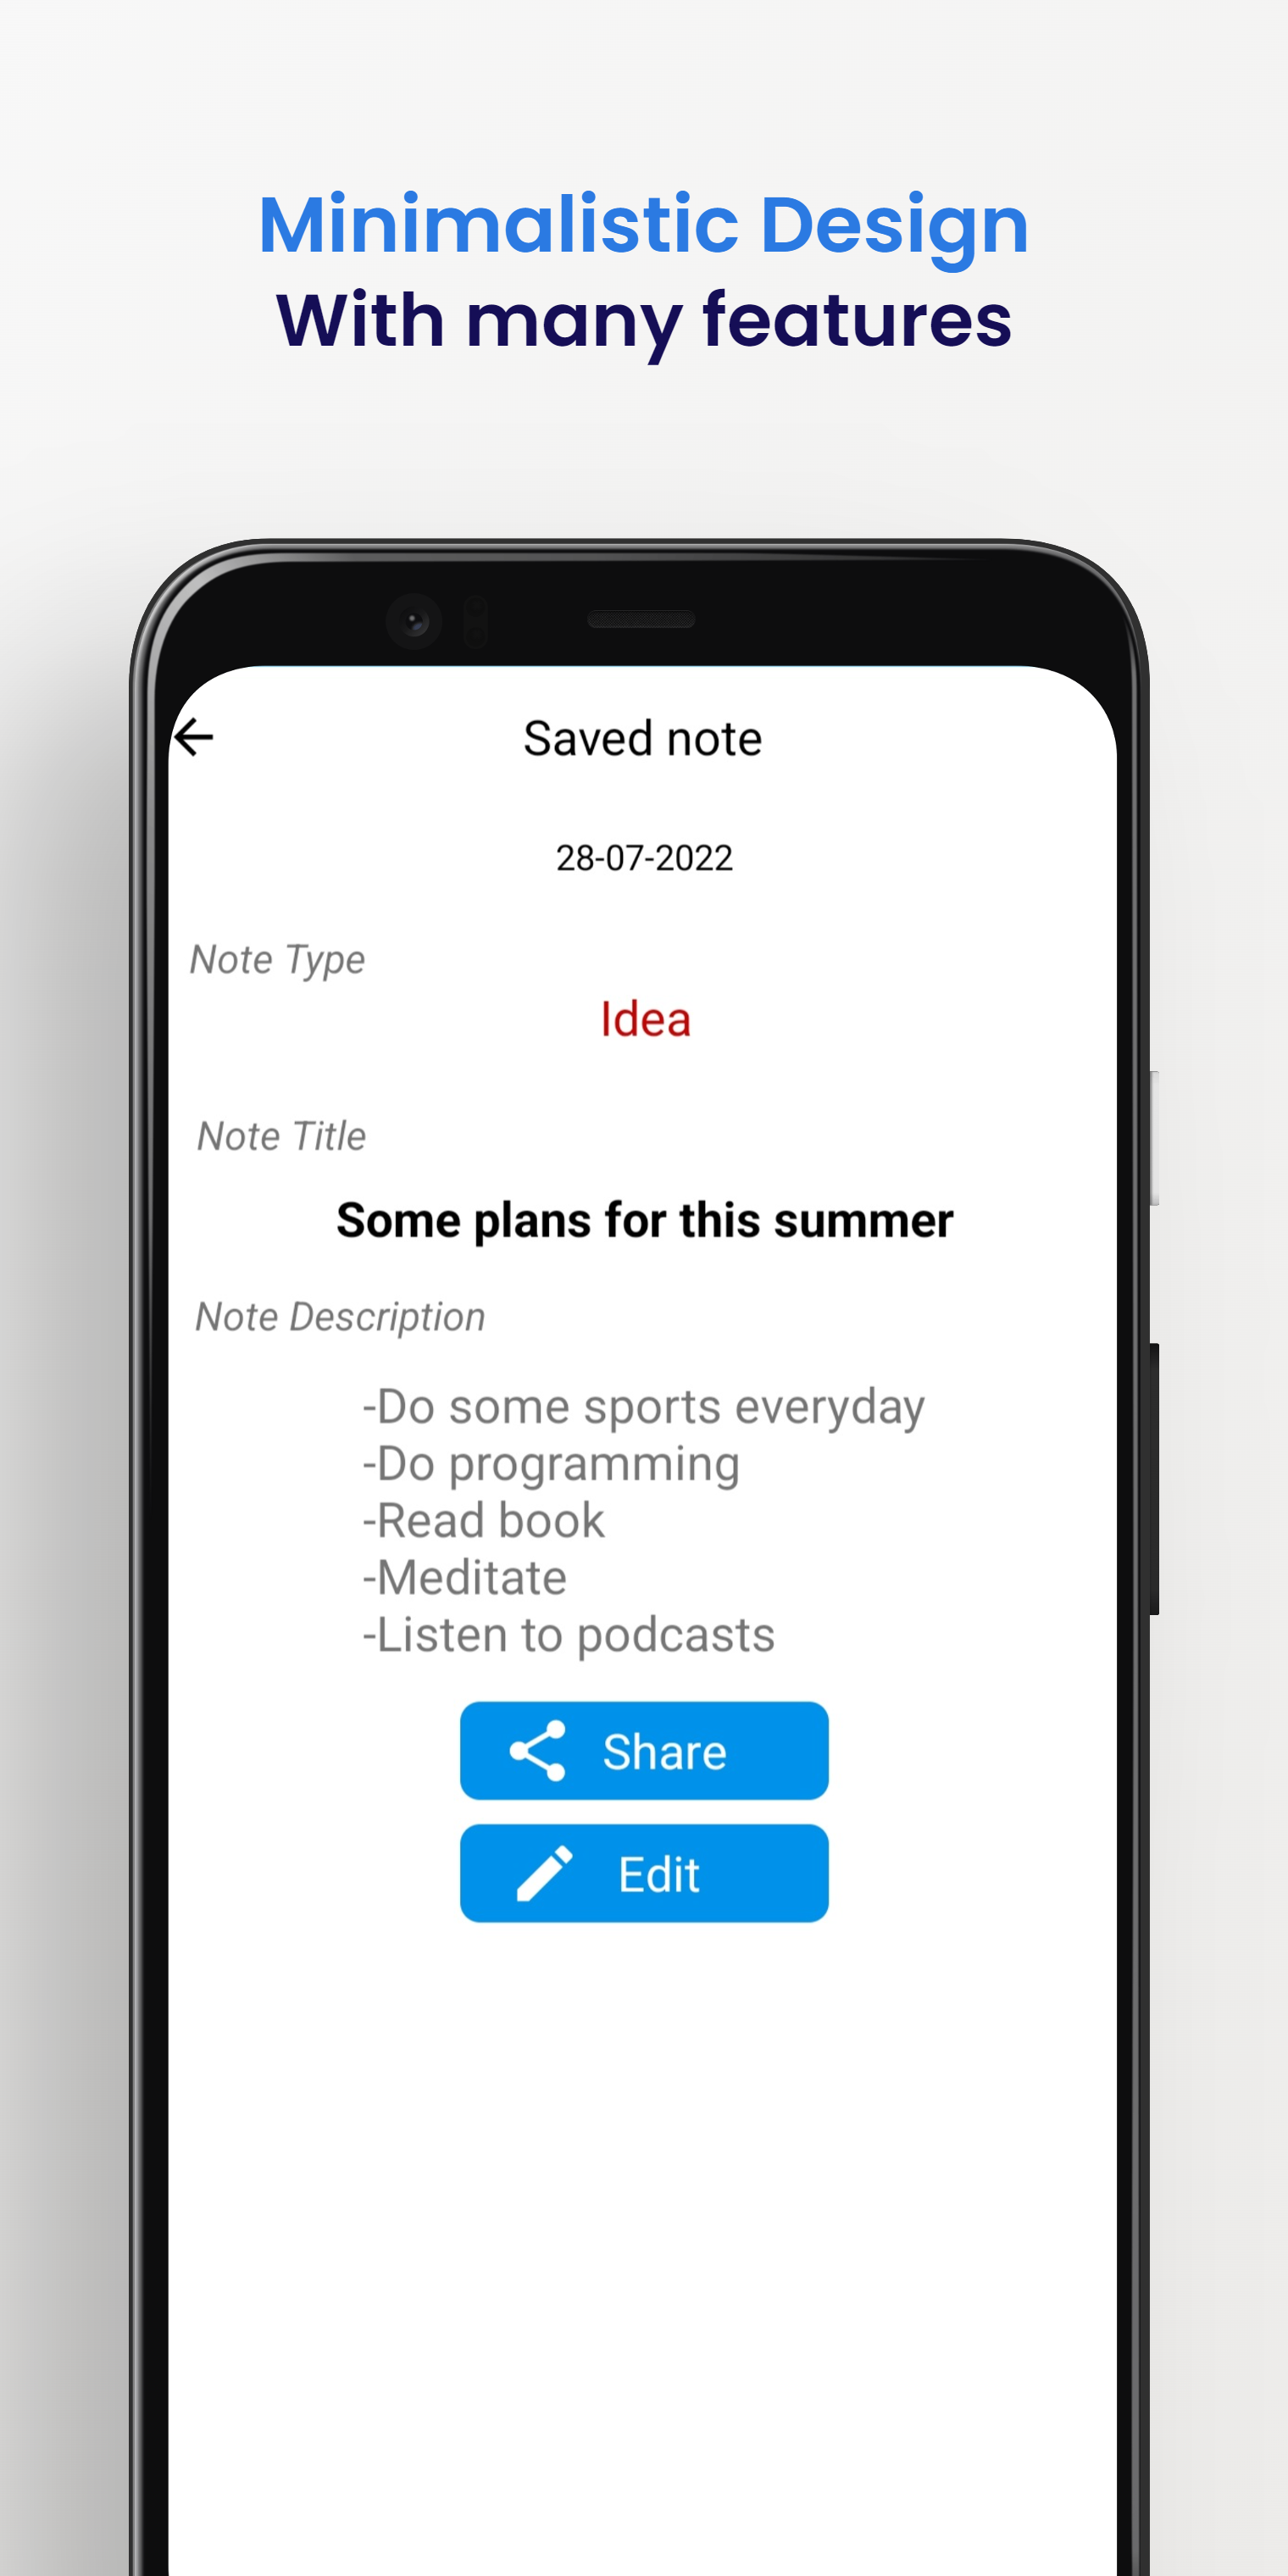 Minimalistic Design
With many features
Saved note
28-07-2022
Note Type
Idea
Note Title
Some plans for this summer
Note Description
-Do some sports everyday
-Do programming
-Read book
-Meditate
-Listen to podcasts
Share
Edit